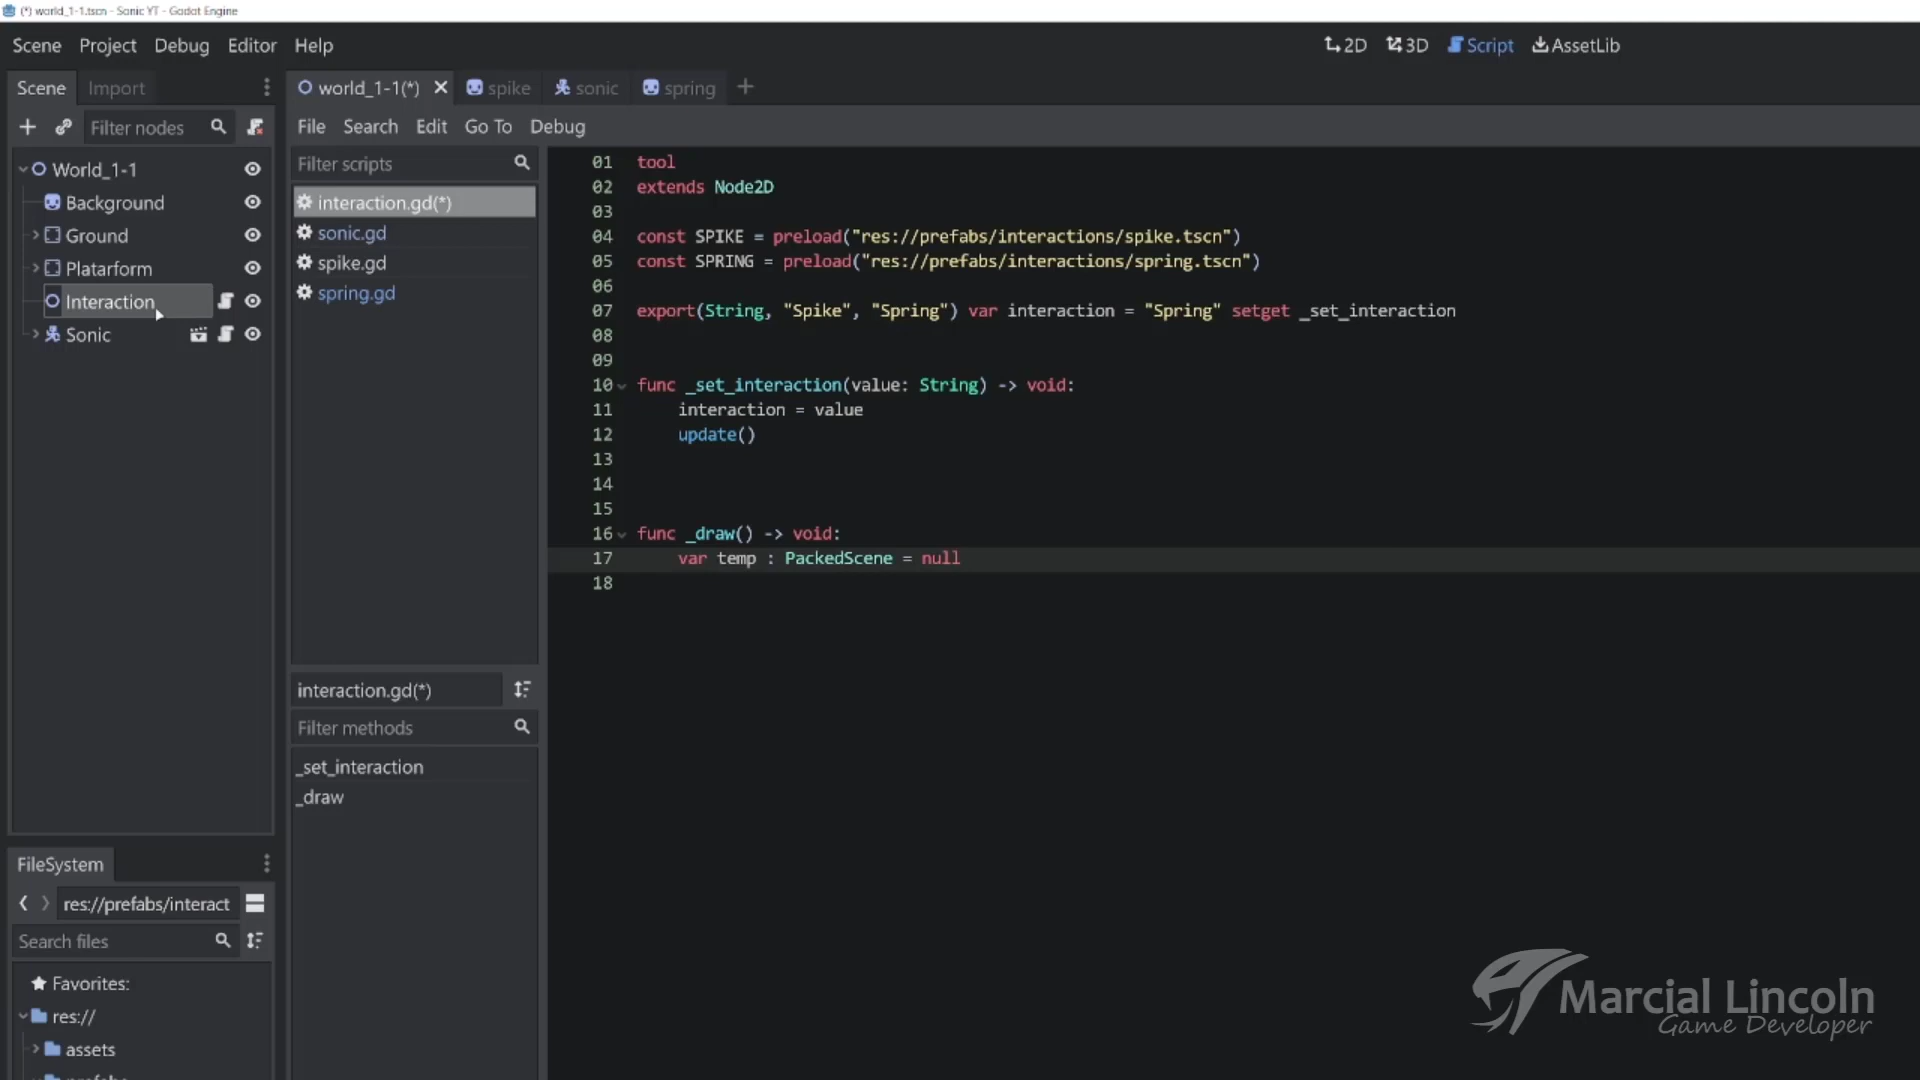 (*) world_1-1.tscn - Sonic YT - Godot Engine
Scene Project Debug Editor Help
2D 3D Script AssetLib
Scene Import
world_1-1(*) spike sonic spring
Filter nodes
File Search Edit Go To Debug
World_1-1
Background
Ground
Platarform
Interaction
Sonic
Filter scripts
interaction.gd(*)
sonic.gd
spike.gd
spring.gd
interaction.gd(*)
Filter methods
_set_interaction
_draw
01 tool
02 extends Node2D
03
04 const SPIKE = preload("res://prefabs/interactions/spike.tscn")
05 const SPRING = preload("res://prefabs/interactions/spring.tscn")
06
07 export(String, "Spike", "Spring") var interaction = "Spring" setget _set_interaction
08
09
10 func _set_interaction(value: String) -> void:
11 interaction = value
12 update()
13
14
15
16 func _draw() -> void:
17 var temp : PackedScene = null
18
FileSystem
res://prefabs/interact
Search files
Favorites:
res://
assets
Marcial Lincoln
Game Developer